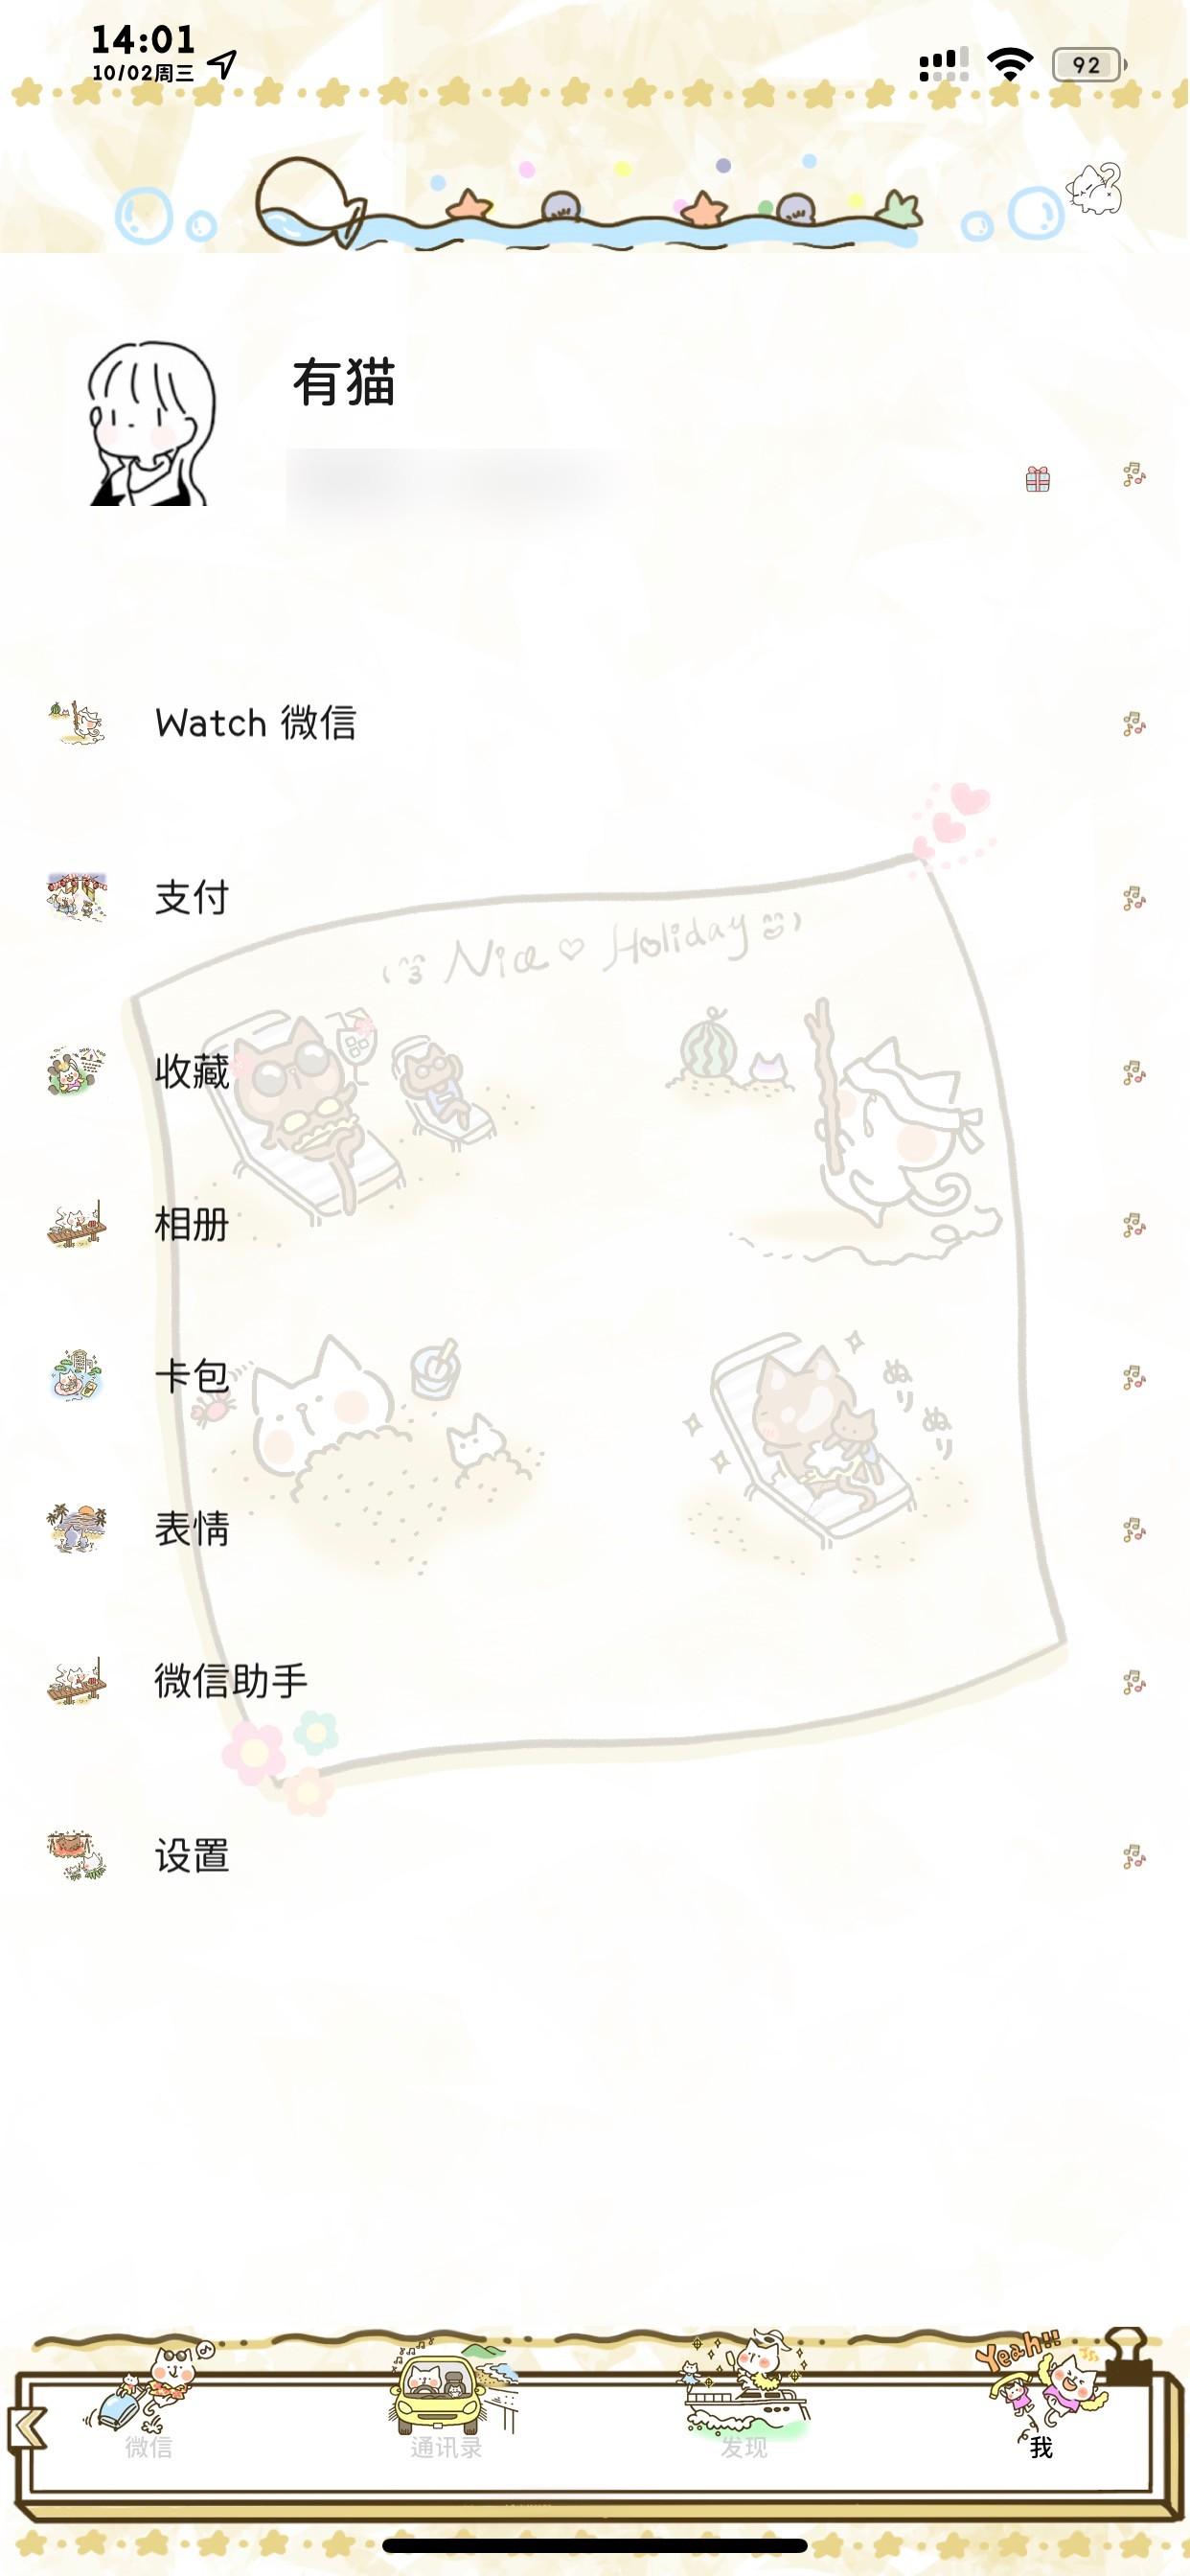 14:01
10/02周三
92
有猫
Watch 微信
支付
Nice ♡ Holiday
收藏
相册
卡包
ぬり
ぬり
表情
微信助手
设置
Yeah!!
微信
通讯录
发现
我